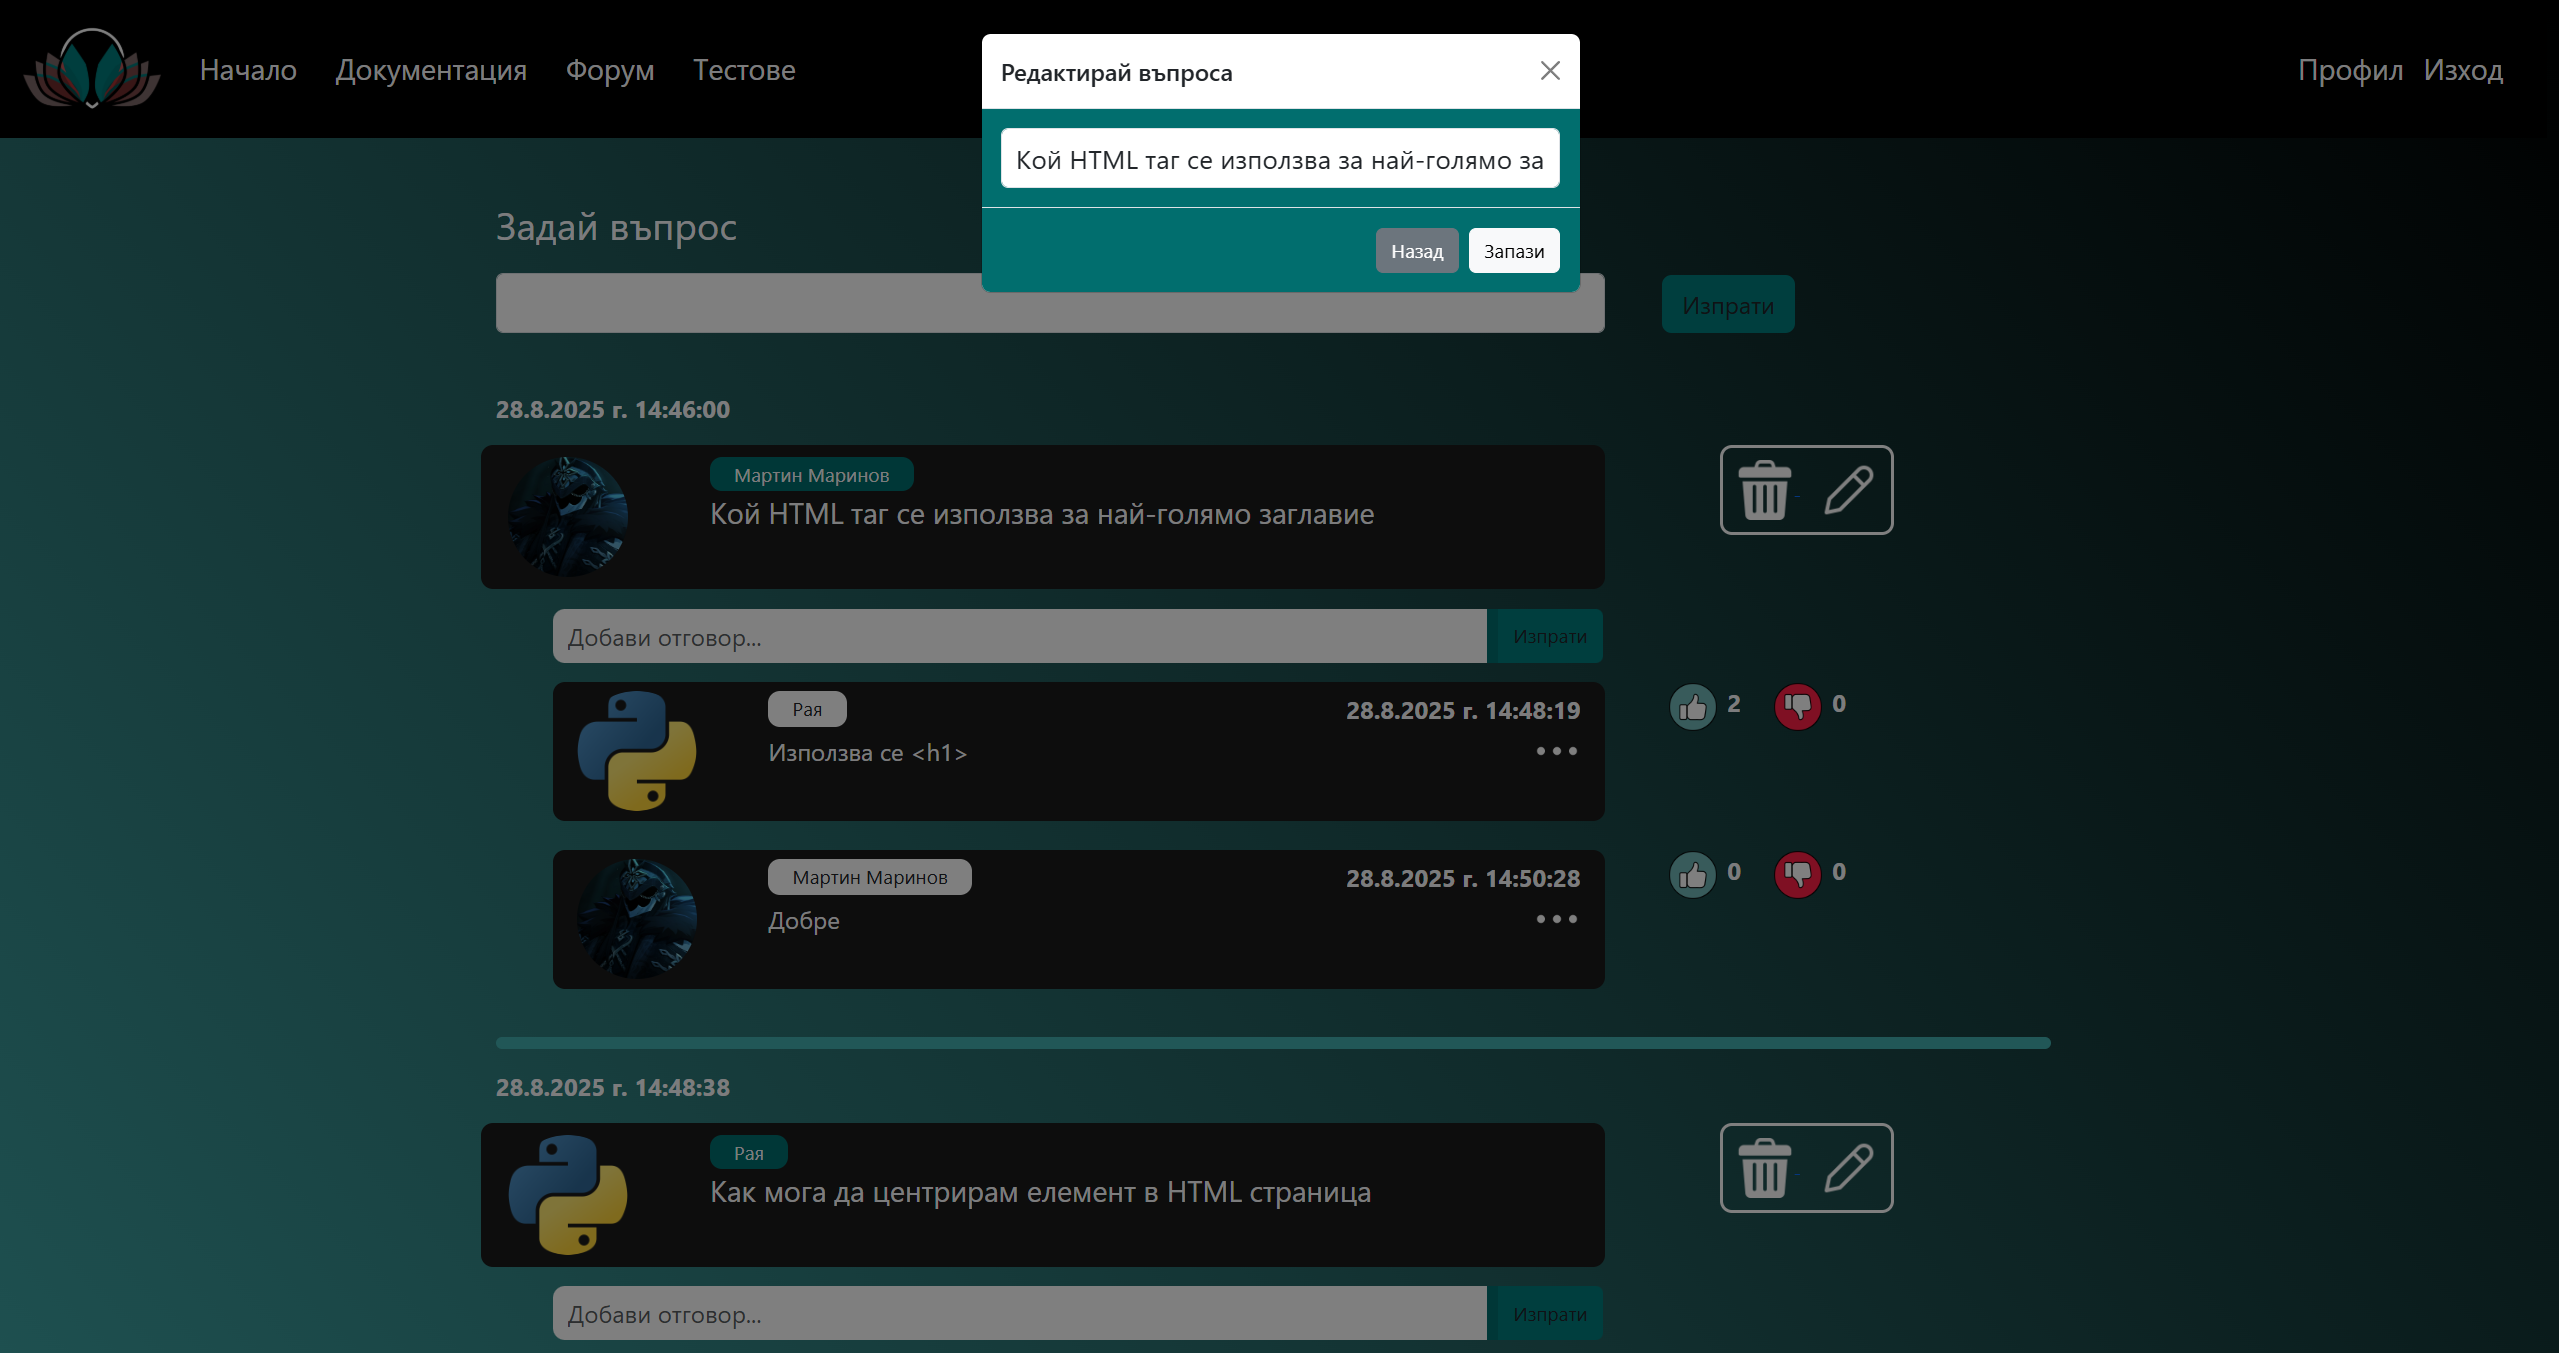 Начало Документация Форум Тестове Профил Изход
Редактирай въпроса
Кой HTML таг се използва за най-голямо за
Назад Запази
Задай въпрос
Изпрати
28.8.2025 г. 14:46:00
Мартин Маринов
Кой HTML таг се използва за най-голямо заглавие
Добави отговор... Изпрати
Рая 28.8.2025 г. 14:48:19 2 0
Използва се <h1>
Мартин Маринов 28.8.2025 г. 14:50:28 0 0
Добре
28.8.2025 г. 14:48:38
Рая
Как мога да центрирам елемент в HTML страница
Добави отговор... Изпрати